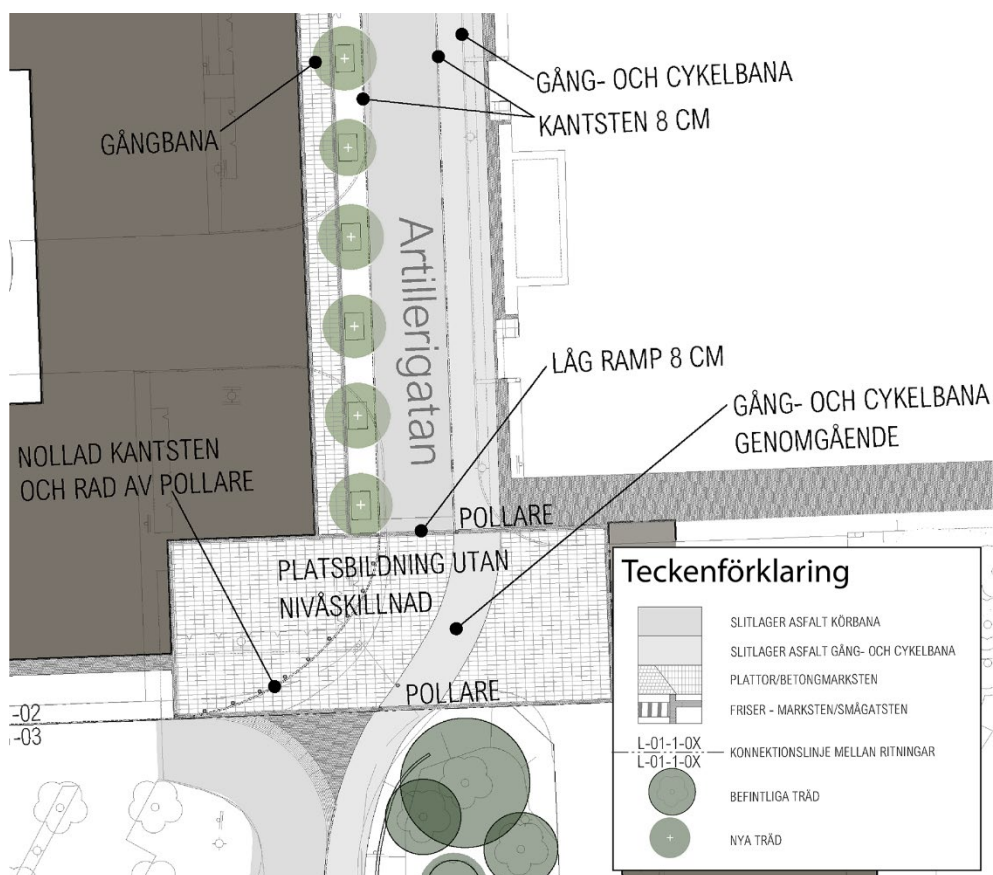 GÅNG- OCH CYKELBANA
KANTSTEN 8 CM
GÅNGBANA
Artillerigatan
LÅG RAMP 8 CM
GÅNG- OCH CYKELBANA
GENOMGÅENDE
NOLLAD KANTSTEN
OCH RAD AV POLLARE
POLLARE
PLATSBILDNING UTAN
NIVÅSKILLNAD
POLLARE
-02
-03
Teckenförklaring
SLITLAGER ASFALT KÖRBANA
SLITLAGER ASFALT GÅNG- OCH CYKELBANA
PLATTOR/BETONGMARKSTEN
FRISER - MARKSTEN/SMÅGATSTEN
L-01-1-0X
L-01-1-0X
KONNEKTIONSLINJE MELLAN RITNINGAR
BEFINTLIGA TRÄD
NYA TRÄD